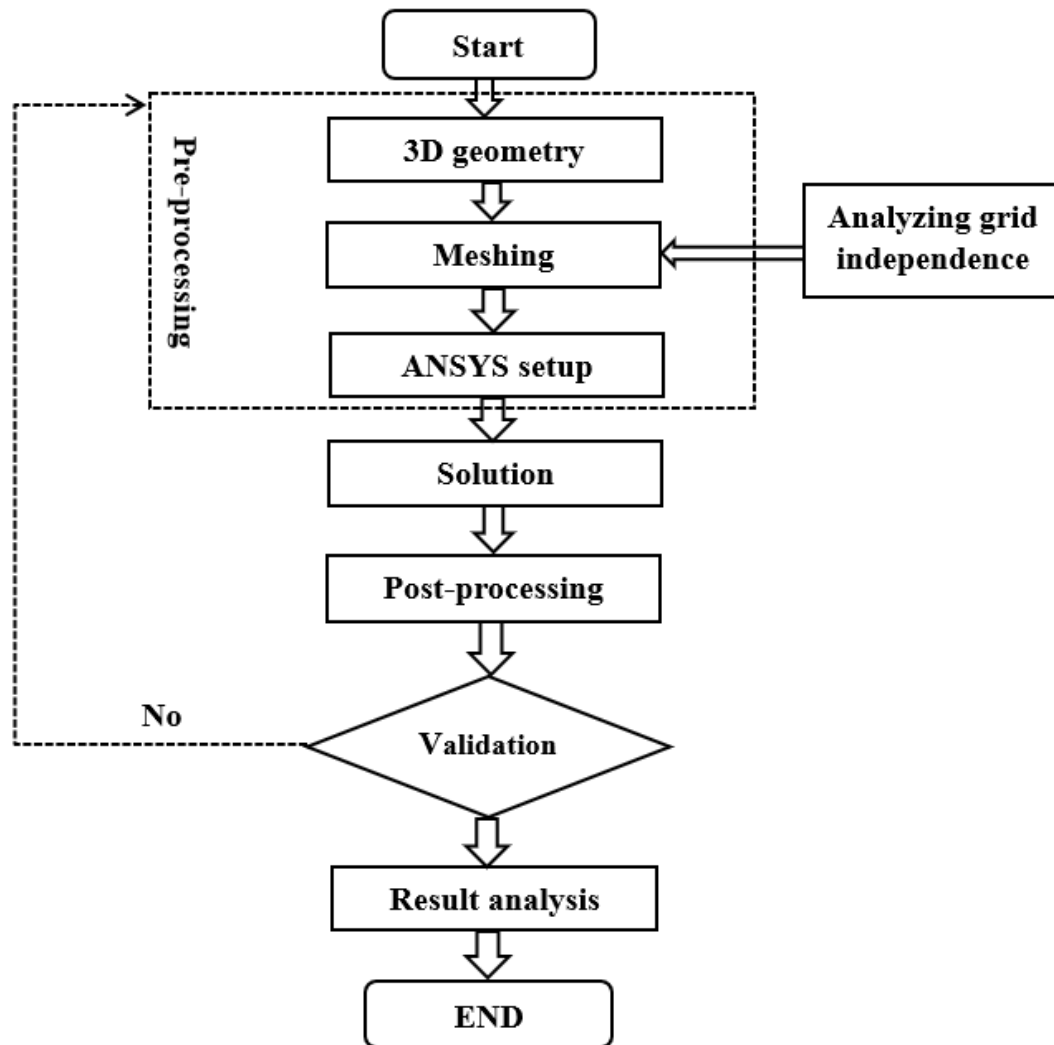 Start
Pre-processing
3D geometry
Meshing
Analyzing grid
independence
ANSYS setup
Solution
Post-processing
No
Validation
Result analysis
END